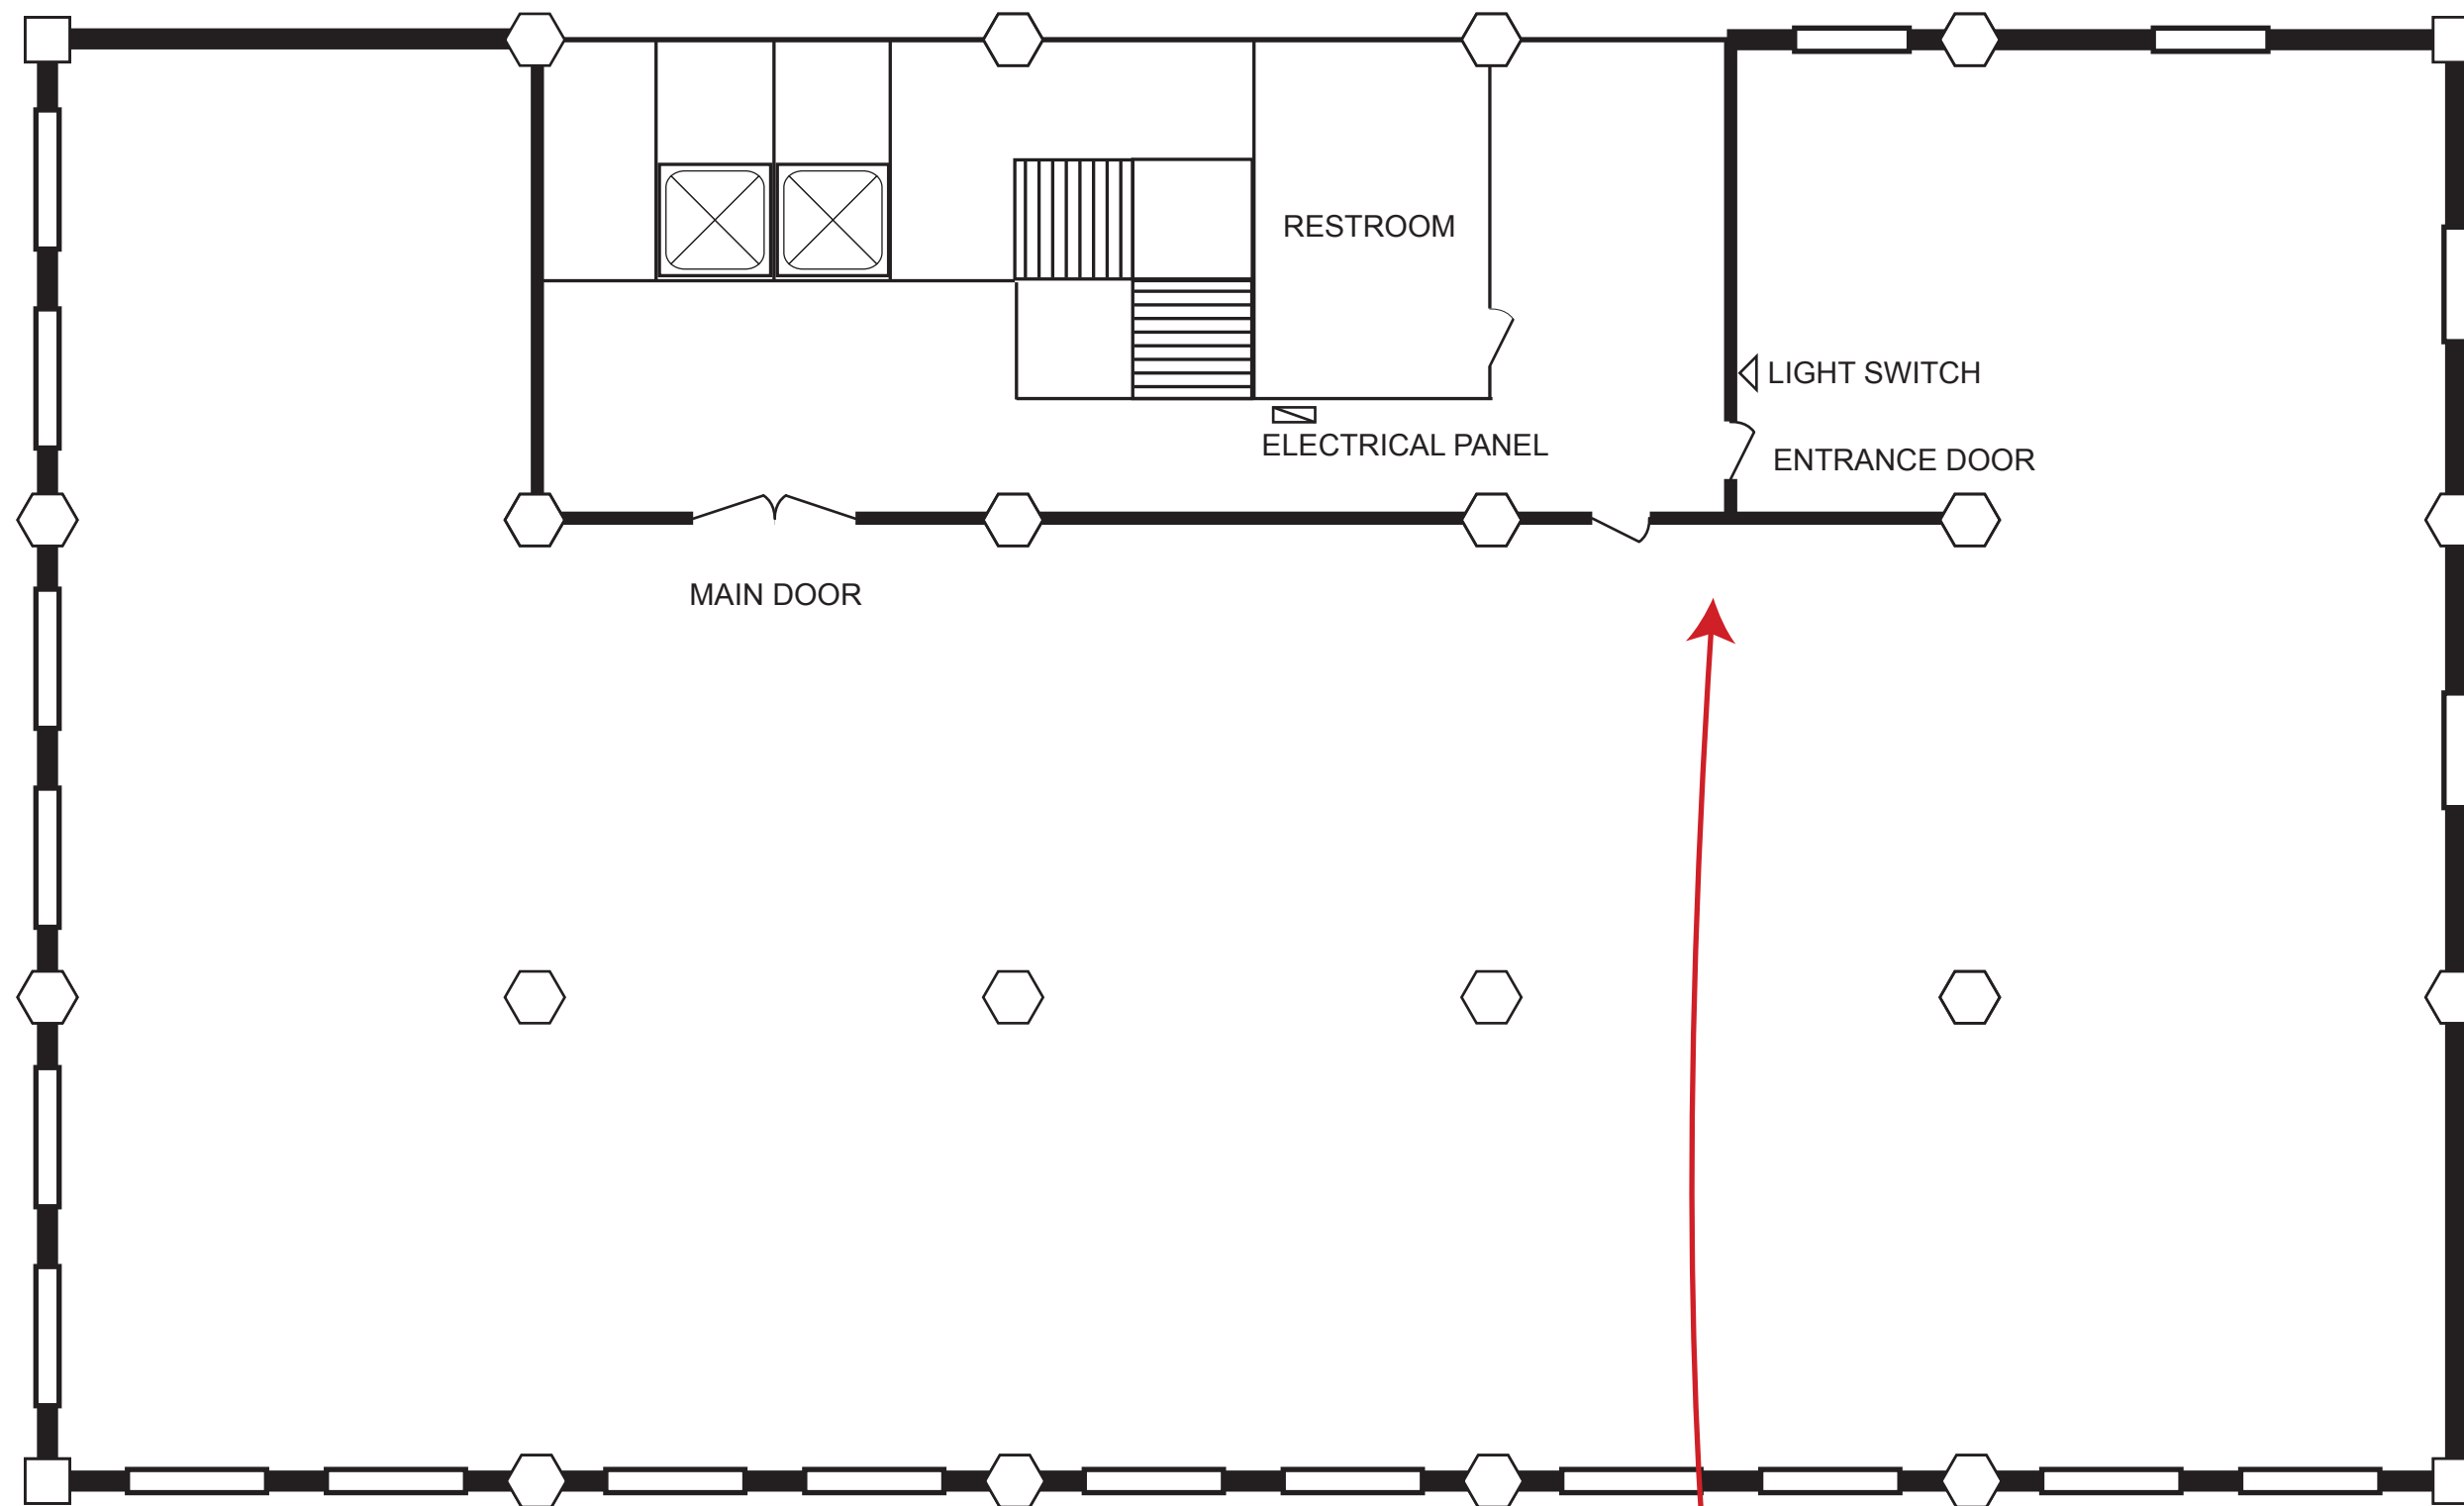 RESTROOM
LIGHT SWITCH
ELECTRICAL PANEL
ENTRANCE DOOR
MAIN DOOR